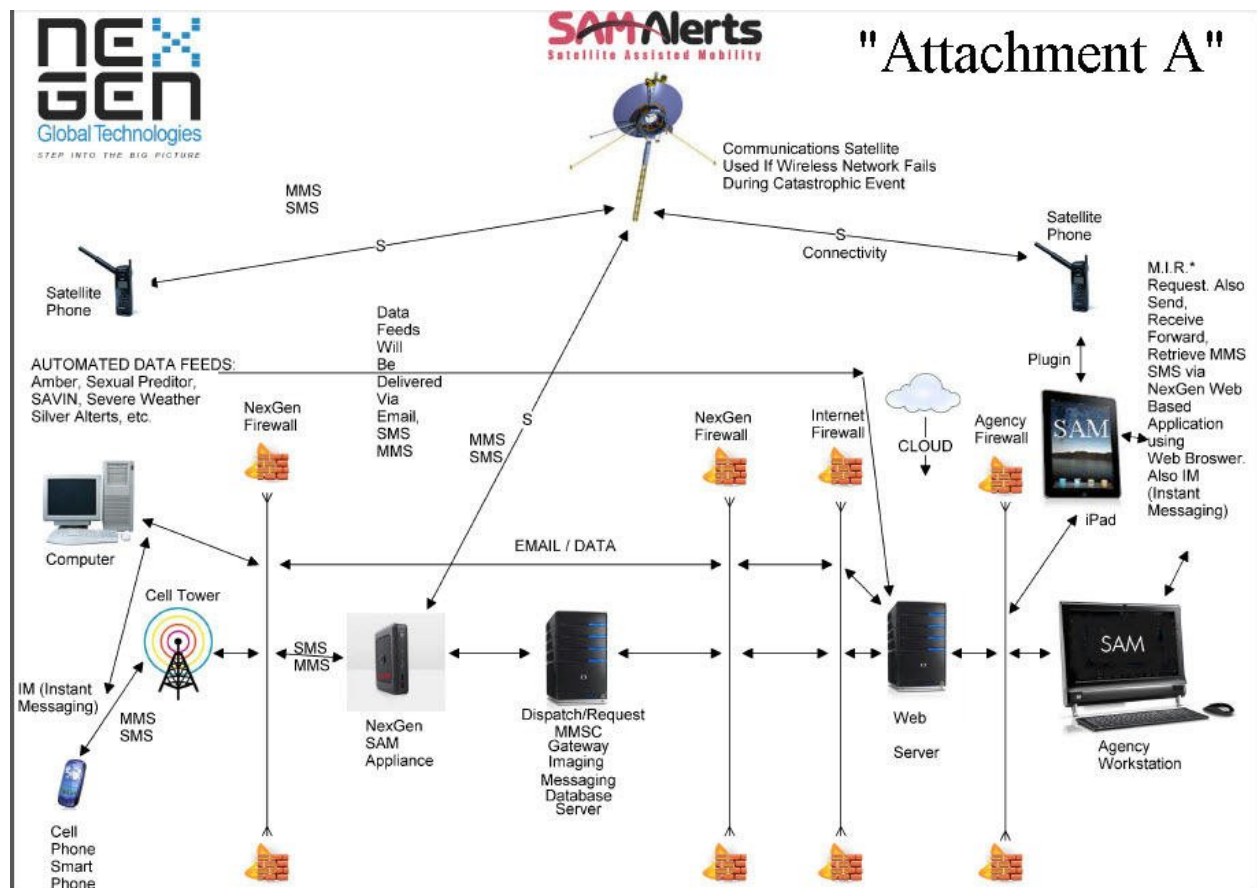 NEXGEN
Global Technologies
STEP INTO THE BIG PICTURE
SAMAlerts
Satellite Assisted Mobility
"Attachment A"
Communications Satellite
Used If Wireless Network Fails
During Catastrophic Event
MMS
SMS
S
S
Connectivity
Satellite
Phone
Satellite
Phone
M.I.R.*
Request. Also
Send,
Receive
Forward,
Retrieve MMS
SMS via
NexGen Web
Based
Application
using
Web Broswer.
Also IM
(Instant
Messaging)
Plugin
AUTOMATED DATA FEEDS:
Amber, Sexual Preditor,
SAVIN, Severe Weather
Silver Alterts, etc.
Data
Feeds
Will
Be
Delivered
Via
Email,
SMS
MMS
S
MMS
SMS
NexGen
Firewall
NexGen
Firewall
Internet
Firewall
CLOUD
Agency
Firewall
SAM
iPad
Computer
EMAIL / DATA
Cell Tower
SMS
MMS
SAM
IM (Instant
Messaging)
MMS
SMS
NexGen
SAM
Appliance
Dispatch/Request
MMSC
Gateway
Imaging
Messaging
Database
Server
Web
Server
Agency
Workstation
Cell
Phone
Smart
Phone